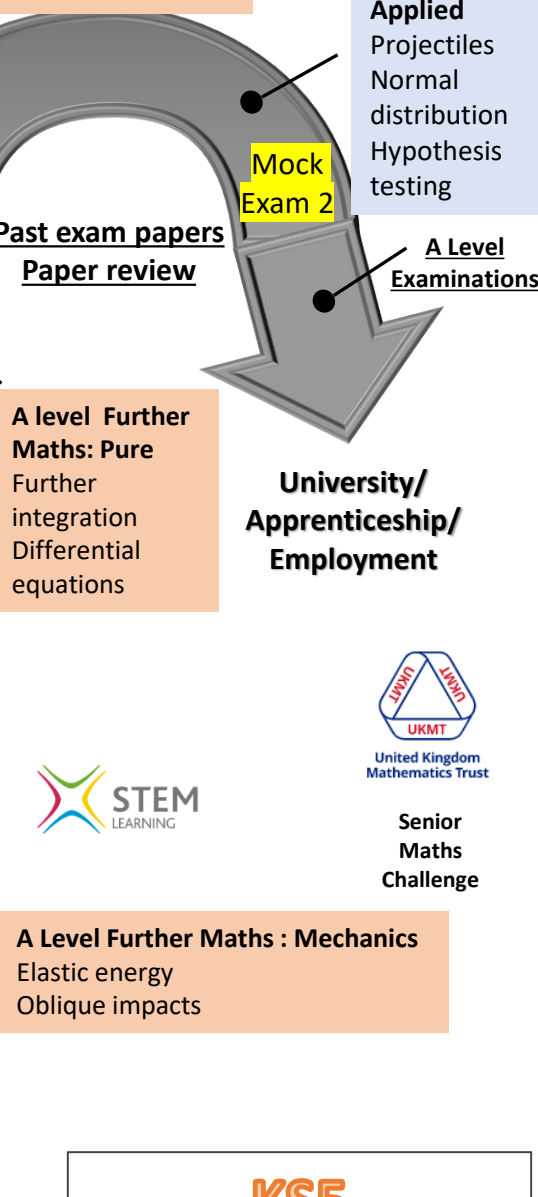 Applied
Projectiles
Normal
distribution
Hypothesis
testing
Mock
Exam 2
Past exam papers
Paper review
A Level
Examinations
A level  Further
Maths: Pure
Further
integration
Differential
equations
University/
Apprenticeship/
Employment
UKMT
UKMT
UKMT
United Kingdom
Mathematics Trust
STEM
LEARNING
Senior
Maths
Challenge
A Level Further Maths : Mechanics
Elastic energy
Oblique impacts